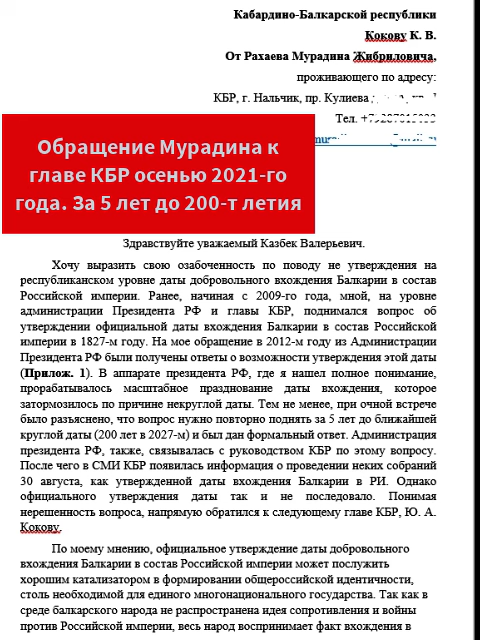 Кабардино-Балкарской республики
Кокову К. В.
От Рахаева Мурадина Жибриловича,
проживающего по адресу:
КБР, г. Нальчик, пр. Кулиева
Тел.
Обращение Мурадина к
главе КБР осенью 2021-го
года. За 5 лет до 200-т летия
Здравствуйте уважаемый Казбек Валерьевич.
Хочу выразить свою озабоченность по поводу не утверждения на
республиканском уровне даты добровольного вхождения Балкарии в состав
Российской империи. Ранее, начиная с 2009-го года, мной, на уровне
администрации Президента РФ и главы КБР, поднимался вопрос об
утверждении официальной даты вхождения Балкарии в состав Российской
империи в 1827-м году. На мое обращение в 2012-м году из Администрации
Президента РФ были получены ответы о возможности утверждения этой даты
(Прилож. 1). В аппарате президента РФ, где я нашел полное понимание,
прорабатывалось масштабное празднование даты вхождения, которое
затормозилось по причине некруглой даты. Тем не менее, при очной встрече
было разъяснено, что вопрос нужно повторно поднять за 5 лет до ближайшей
круглой даты (200 лет в 2027-м) и был дан формальный ответ. Администрация
президента РФ, также, связывалась с руководством КБР по этому вопросу.
После чего в СМИ КБР появилась информация о проведении неких собраний
30 августа, как утвержденной даты вхождения Балкарии в РИ. Однако
официального утверждения даты так и не последовало. Понимая
нерешенность вопроса, напрямую обратился к следующему главе КБР, Ю. А.
Кокову.
По моему мнению, официальное утверждение даты добровольного
вхождения Балкарии в состав Российской империи может послужить
хорошим катализатором в формировании общероссийской идентичности,
столь необходимой для единого многонационального государства. Так как в
среде балкарского народа не распространена идея сопротивления и войны
против Российской империи, весь народ воспринимает факт вхождения в